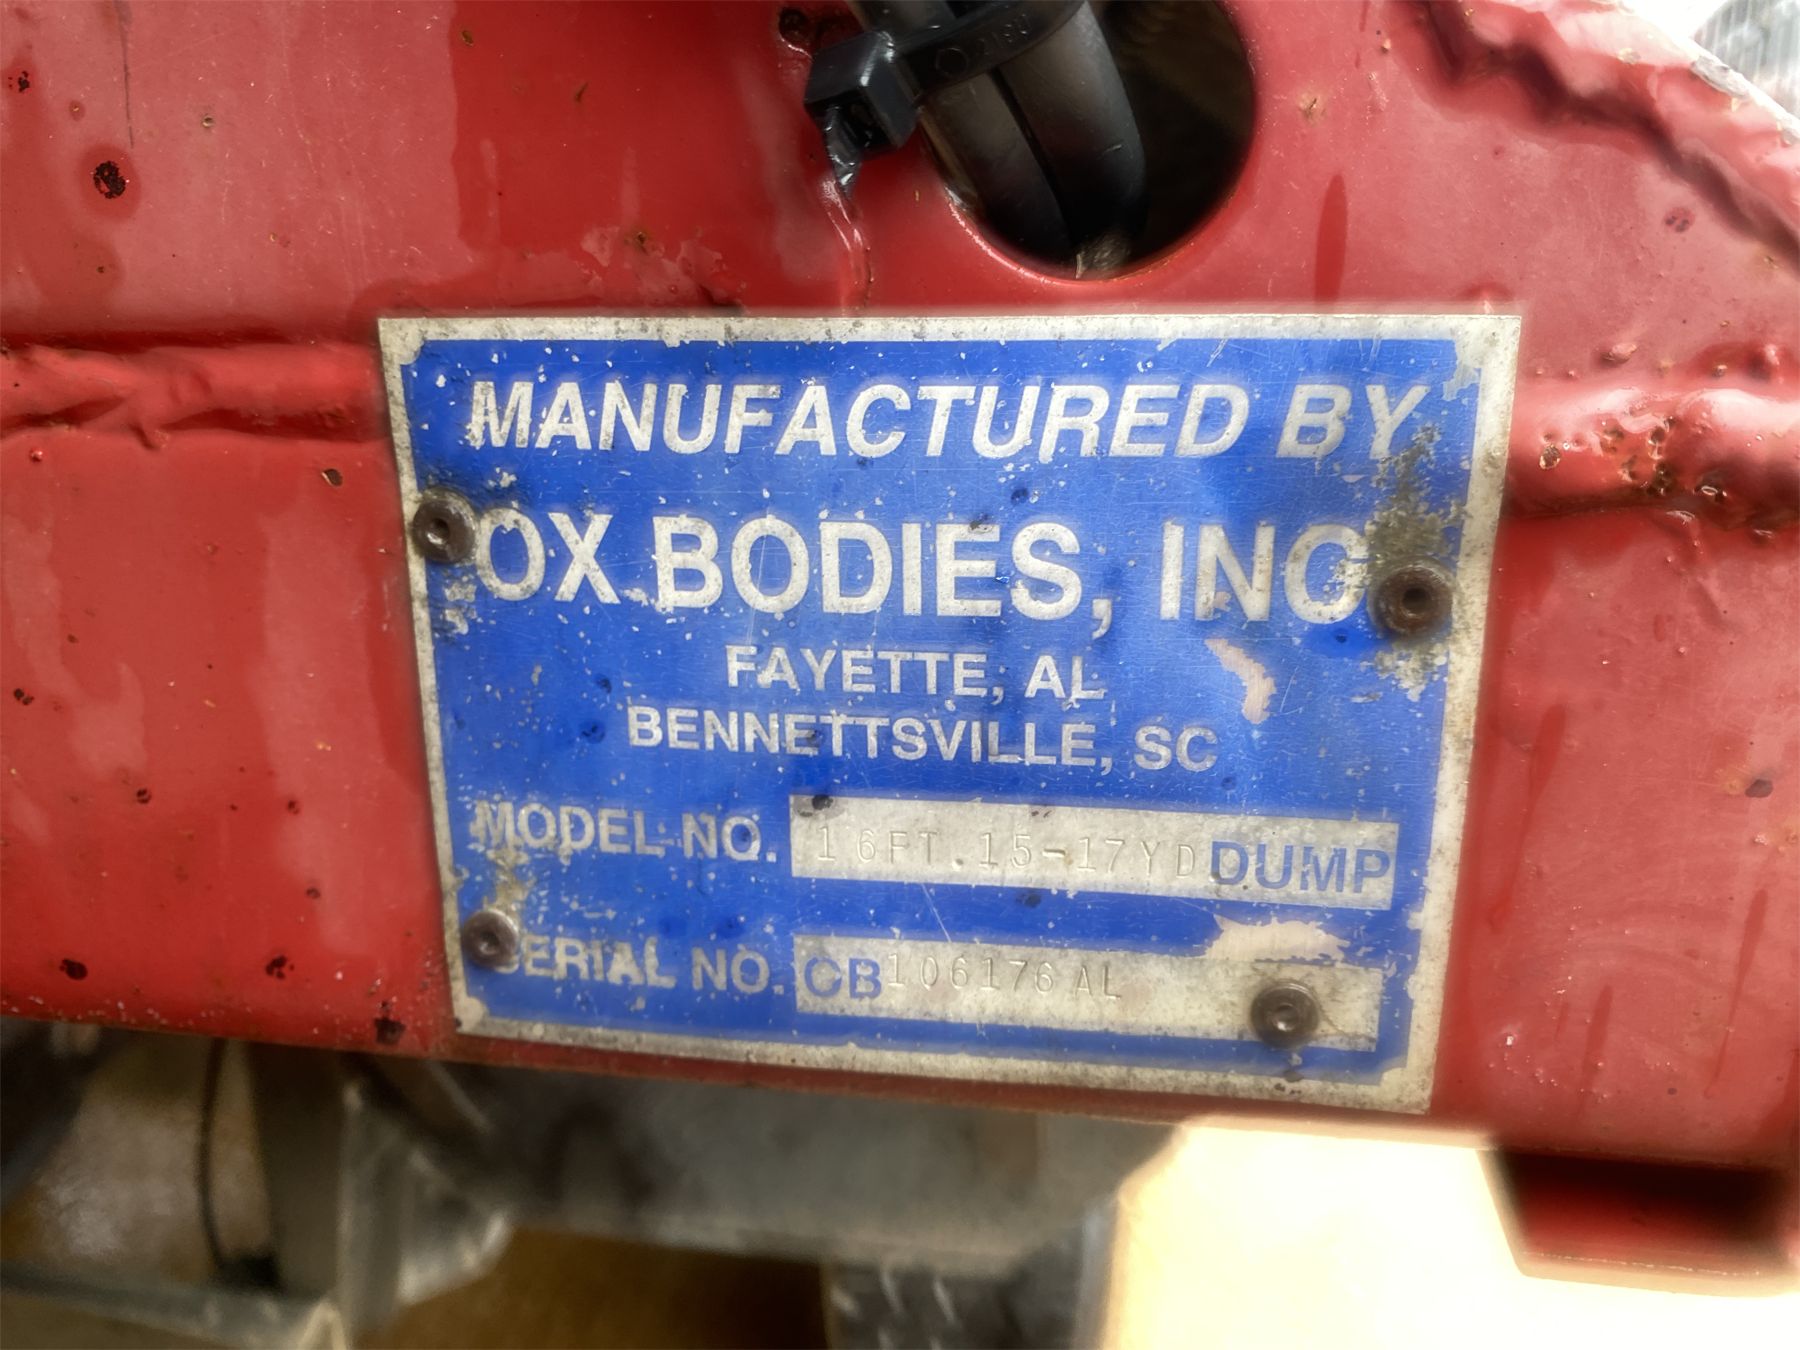 MANUFACTURED BY
OX BODIES, INC
FAYETTE, AL
BENNETTSVILLE, SC
MODEL NO. 16FT.15-17YD DUMP
SERIAL NO. CB106176AL